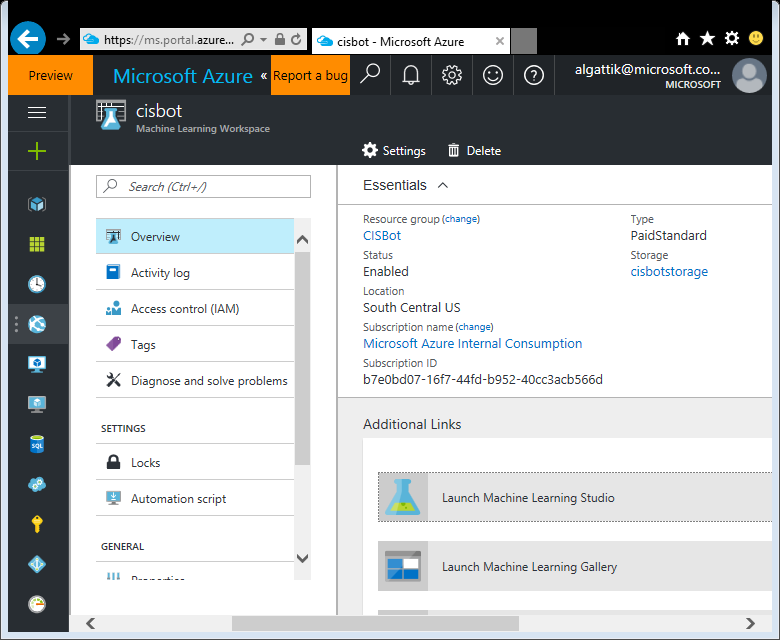 https://ms.portal.azure...
cisbot - Microsoft Azure
Preview
Microsoft Azure «
Report a bug
algattik@microsoft.co...
MICROSOFT
cisbot
Machine Learning Workspace
Settings
Delete
Search (Ctrl+/)
Overview
Activity log
Access control (IAM)
Tags
Diagnose and solve problems
SETTINGS
Locks
Automation script
GENERAL
Properties
Essentials
Resource group (change)
CISBot
Status
Enabled
Location
South Central US
Subscription name (change)
Microsoft Azure Internal Consumption
Subscription ID
b7e0bd07-16f7-44fd-b952-40cc3acb566d
Type
PaidStandard
Storage
cisbotstorage
Additional Links
Launch Machine Learning Studio
Launch Machine Learning Gallery
SQL